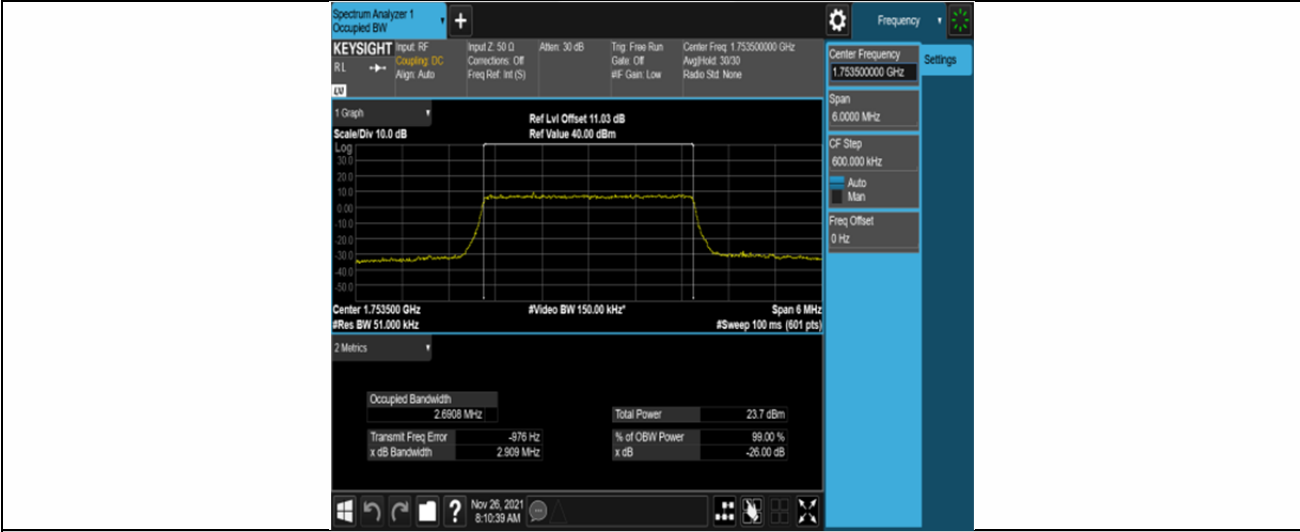 Spectrum Analyzer 1
Occupied BW
+
Frequency
KEYSIGHT
RL
LXI
Input: RF
Coupling: DC
Align: Auto
Input Z: 50 Ω
Corrections: Off
Freq Ref: Int (S)
Atten: 30 dB
Trig: Free Run
Gate: Off
#IF Gain: Low
Center Freq: 1.753500000 GHz
Avg|Hold: 30/30
Radio Std: None
Center Frequency
1.753500000 GHz
Settings
Span
6.0000 MHz
CF Step
600.000 kHz
Auto
Man
Freq Offset
0 Hz
1 Graph
Ref Lvl Offset 11.03 dB
Scale/Div 10.0 dB
Ref Value 40.00 dBm
Log
30.0
20.0
10.0
0.00
-10.0
-20.0
-30.0
-40.0
-50.0
Center 1.753500 GHz
#Video BW 150.00 kHz*
Span 6 MHz
#Res BW 51.000 kHz
#Sweep 100 ms (601 pts)
2 Metrics
Occupied Bandwidth
2.6908 MHz
Total Power 23.7 dBm
Transmit Freq Error -976 Hz
% of OBW Power 99.00 %
x dB Bandwidth 2.909 MHz
x dB -26.00 dB
?
Nov 26, 2021
8:10:39 AM